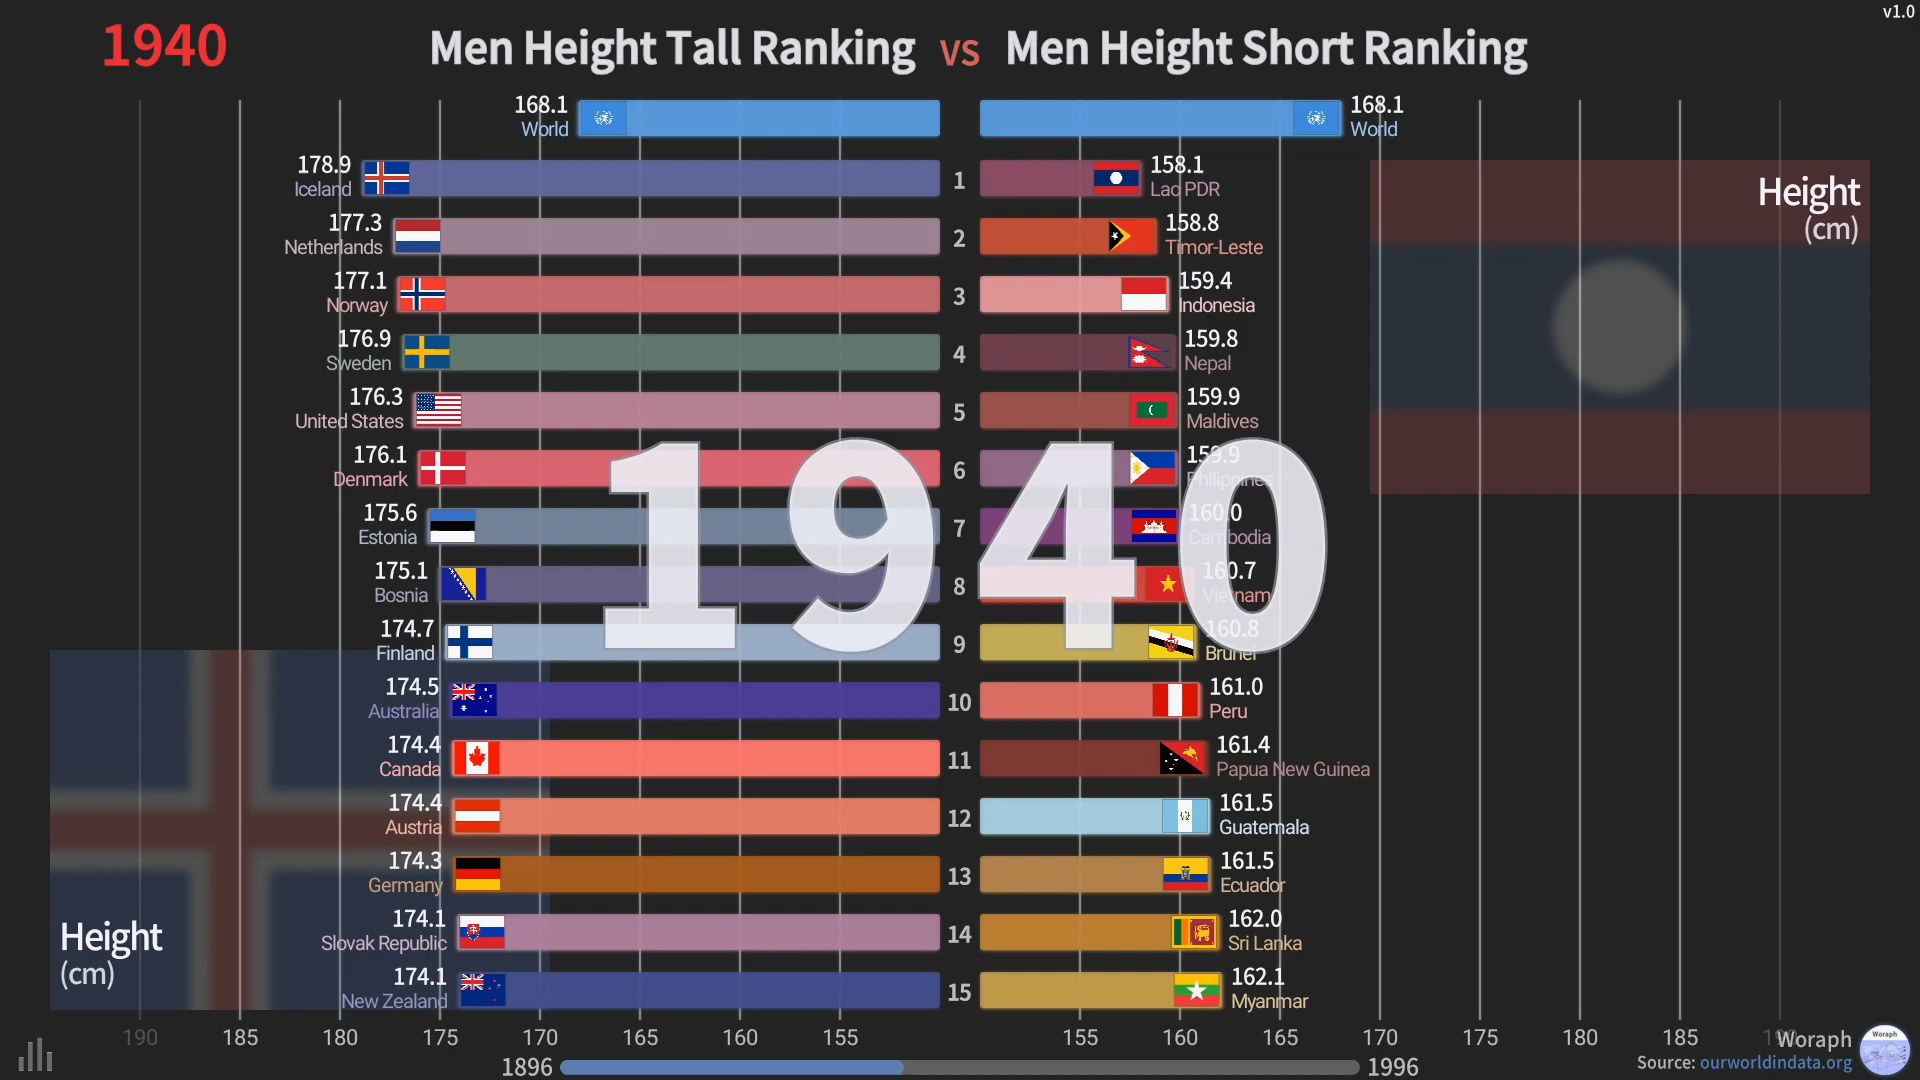 v1.0
1940
Men Height Tall Ranking vs Men Height Short Ranking
168.1
World
168.1
World
178.9
Iceland
1
158.1
Lao PDR
177.3
Netherlands
2
158.8
Timor-Leste
177.1
Norway
3
159.4
Indonesia
176.9
Sweden
4
159.8
Nepal
176.3
United States
5
159.9
Maldives
176.1
Denmark
6
159.9
Philippines
175.6
Estonia
7
160.0
Cambodia
175.1
Bosnia
8
160.7
Vietnam
174.7
Finland
9
160.8
Brunei
174.5
Australia
10
161.0
Peru
174.4
Canada
11
161.4
Papua New Guinea
174.4
Austria
12
161.5
Guatemala
174.3
Germany
13
161.5
Ecuador
174.1
Slovak Republic
14
162.0
Sri Lanka
174.1
New Zealand
15
162.1
Myanmar
1940
Height
(cm)
Height
(cm)
190 185 180 175 170 165 160 155 155 160 165 170 175 180 185 190
1896 1996
Woraph
Source: ourworldindata.org
Woraph